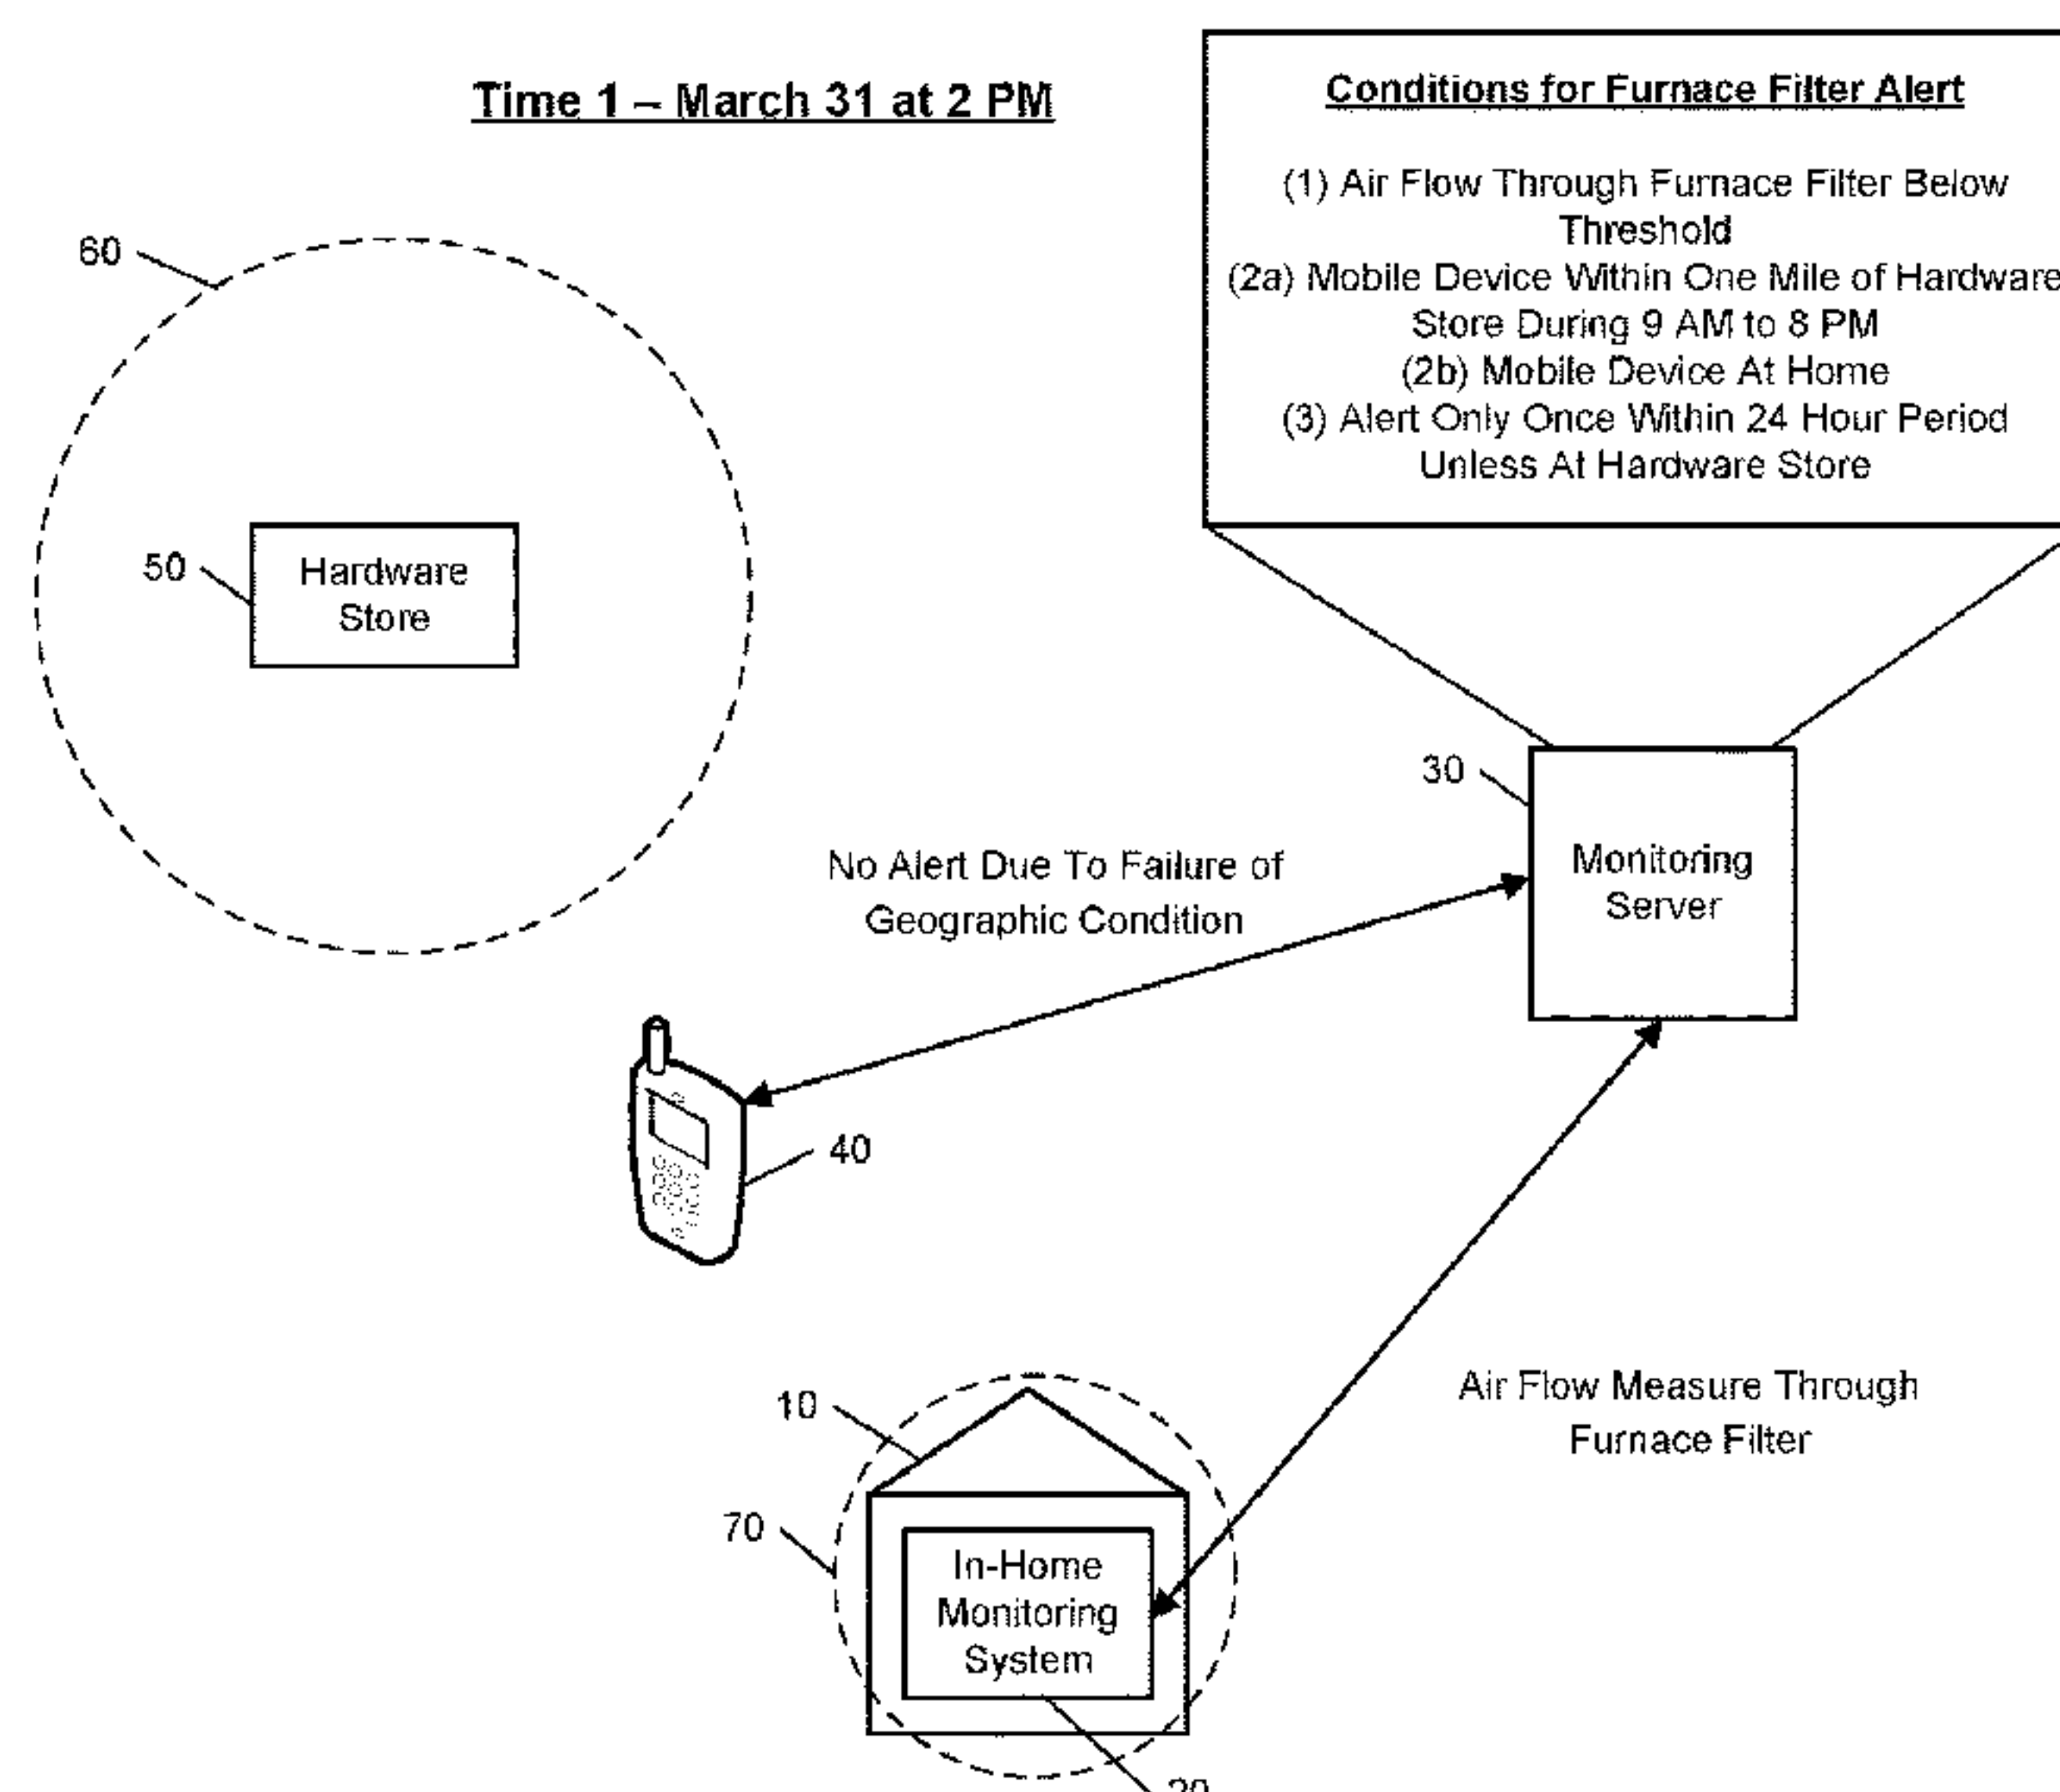 Time 1 – March 31 at 2 PM
Conditions for Furnace Filter Alert
(1) Air Flow Through Furnace Filter Below
Threshold
(2a) Mobile Device Within One Mile of Hardware
Store During 9 AM to 8 PM
(2b) Mobile Device At Home
(3) Alert Only Once Within 24 Hour Period
Unless At Hardware Store
60
50
Hardware
Store
30
Monitoring
Server
No Alert Due To Failure of
Geographic Condition
40
10
Air Flow Measure Through
Furnace Filter
70
In-Home
Monitoring
System